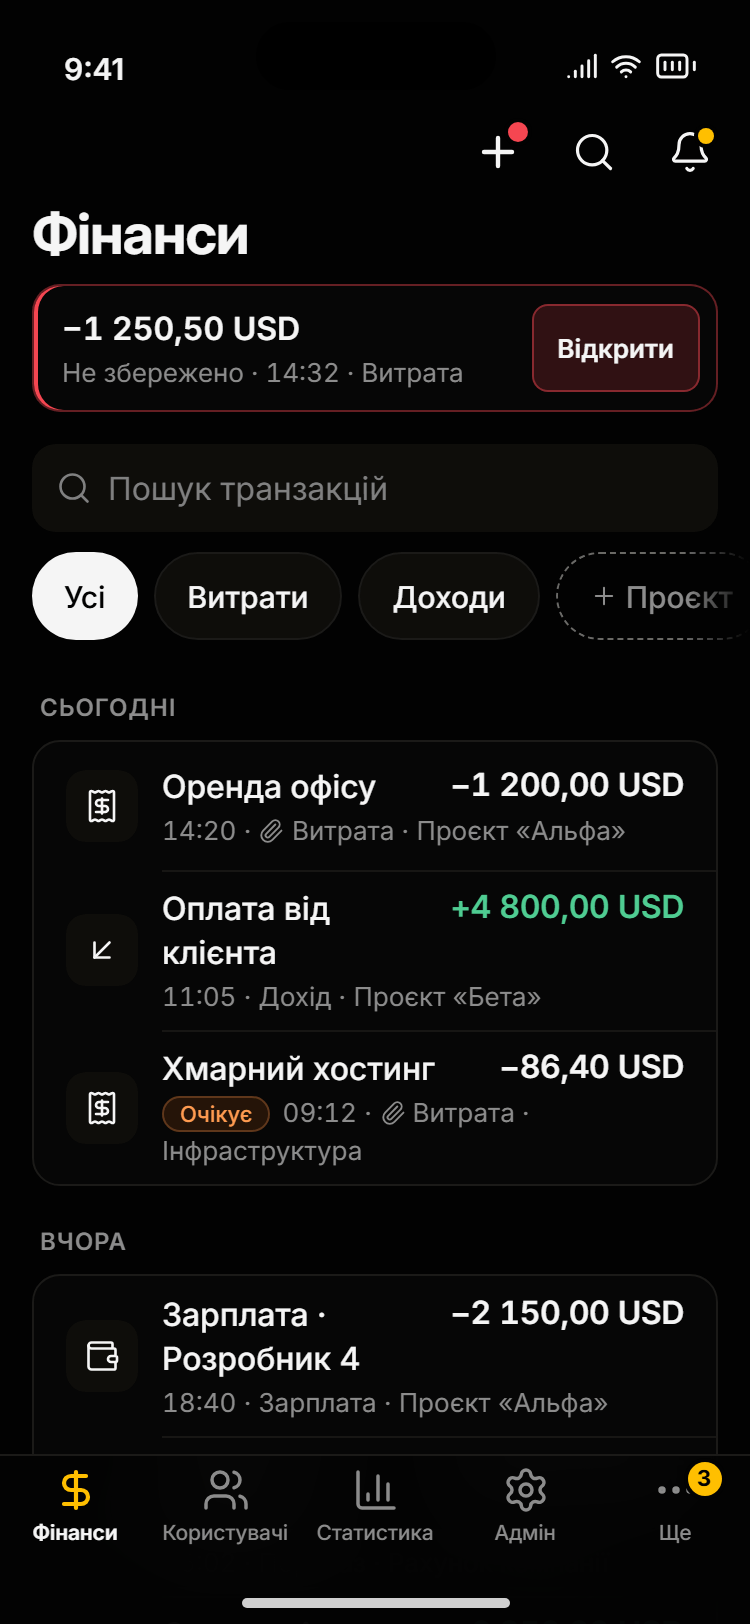 9:41
Фінанси
−1 250,50 USD
Не збережено · 14:32 · Витрата
Відкрити
Пошук транзакцій
Усі
Витрати
Доходи
+ Проєкт
СЬОГОДНІ
Оренда офісу
−1 200,00 USD
14:20 · Витрата · Проєкт «Альфа»
Оплата від
клієнта
+4 800,00 USD
11:05 · Дохід · Проєкт «Бета»
Хмарний хостинг
−86,40 USD
Очікує 09:12 · Витрата ·
Інфраструктура
ВЧОРА
Зарплата ·
Розробник 4
−2 150,00 USD
18:40 · Зарплата · Проєкт «Альфа»
Фінанси
Користувачі
Статистика
Адмін
3
Ще